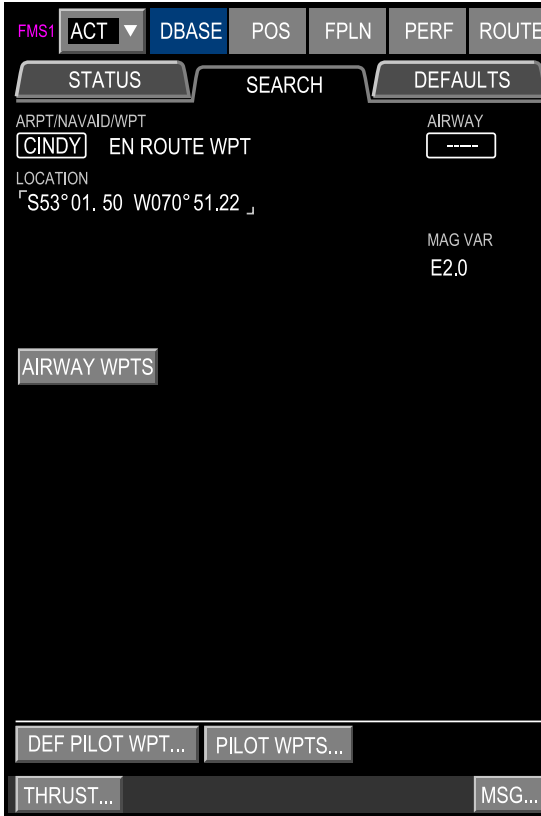 FMS1 ACT ▼ DBASE POS FPLN PERF ROUTE
STATUS SEARCH DEFAULTS
ARPT/NAVAID/WPT AIRWAY
CINDY EN ROUTE WPT -----
LOCATION
S53°01. 50 W070°51.22
MAG VAR
E2.0
AIRWAY WPTS
DEF PILOT WPT... PILOT WPTS...
THRUST... MSG...